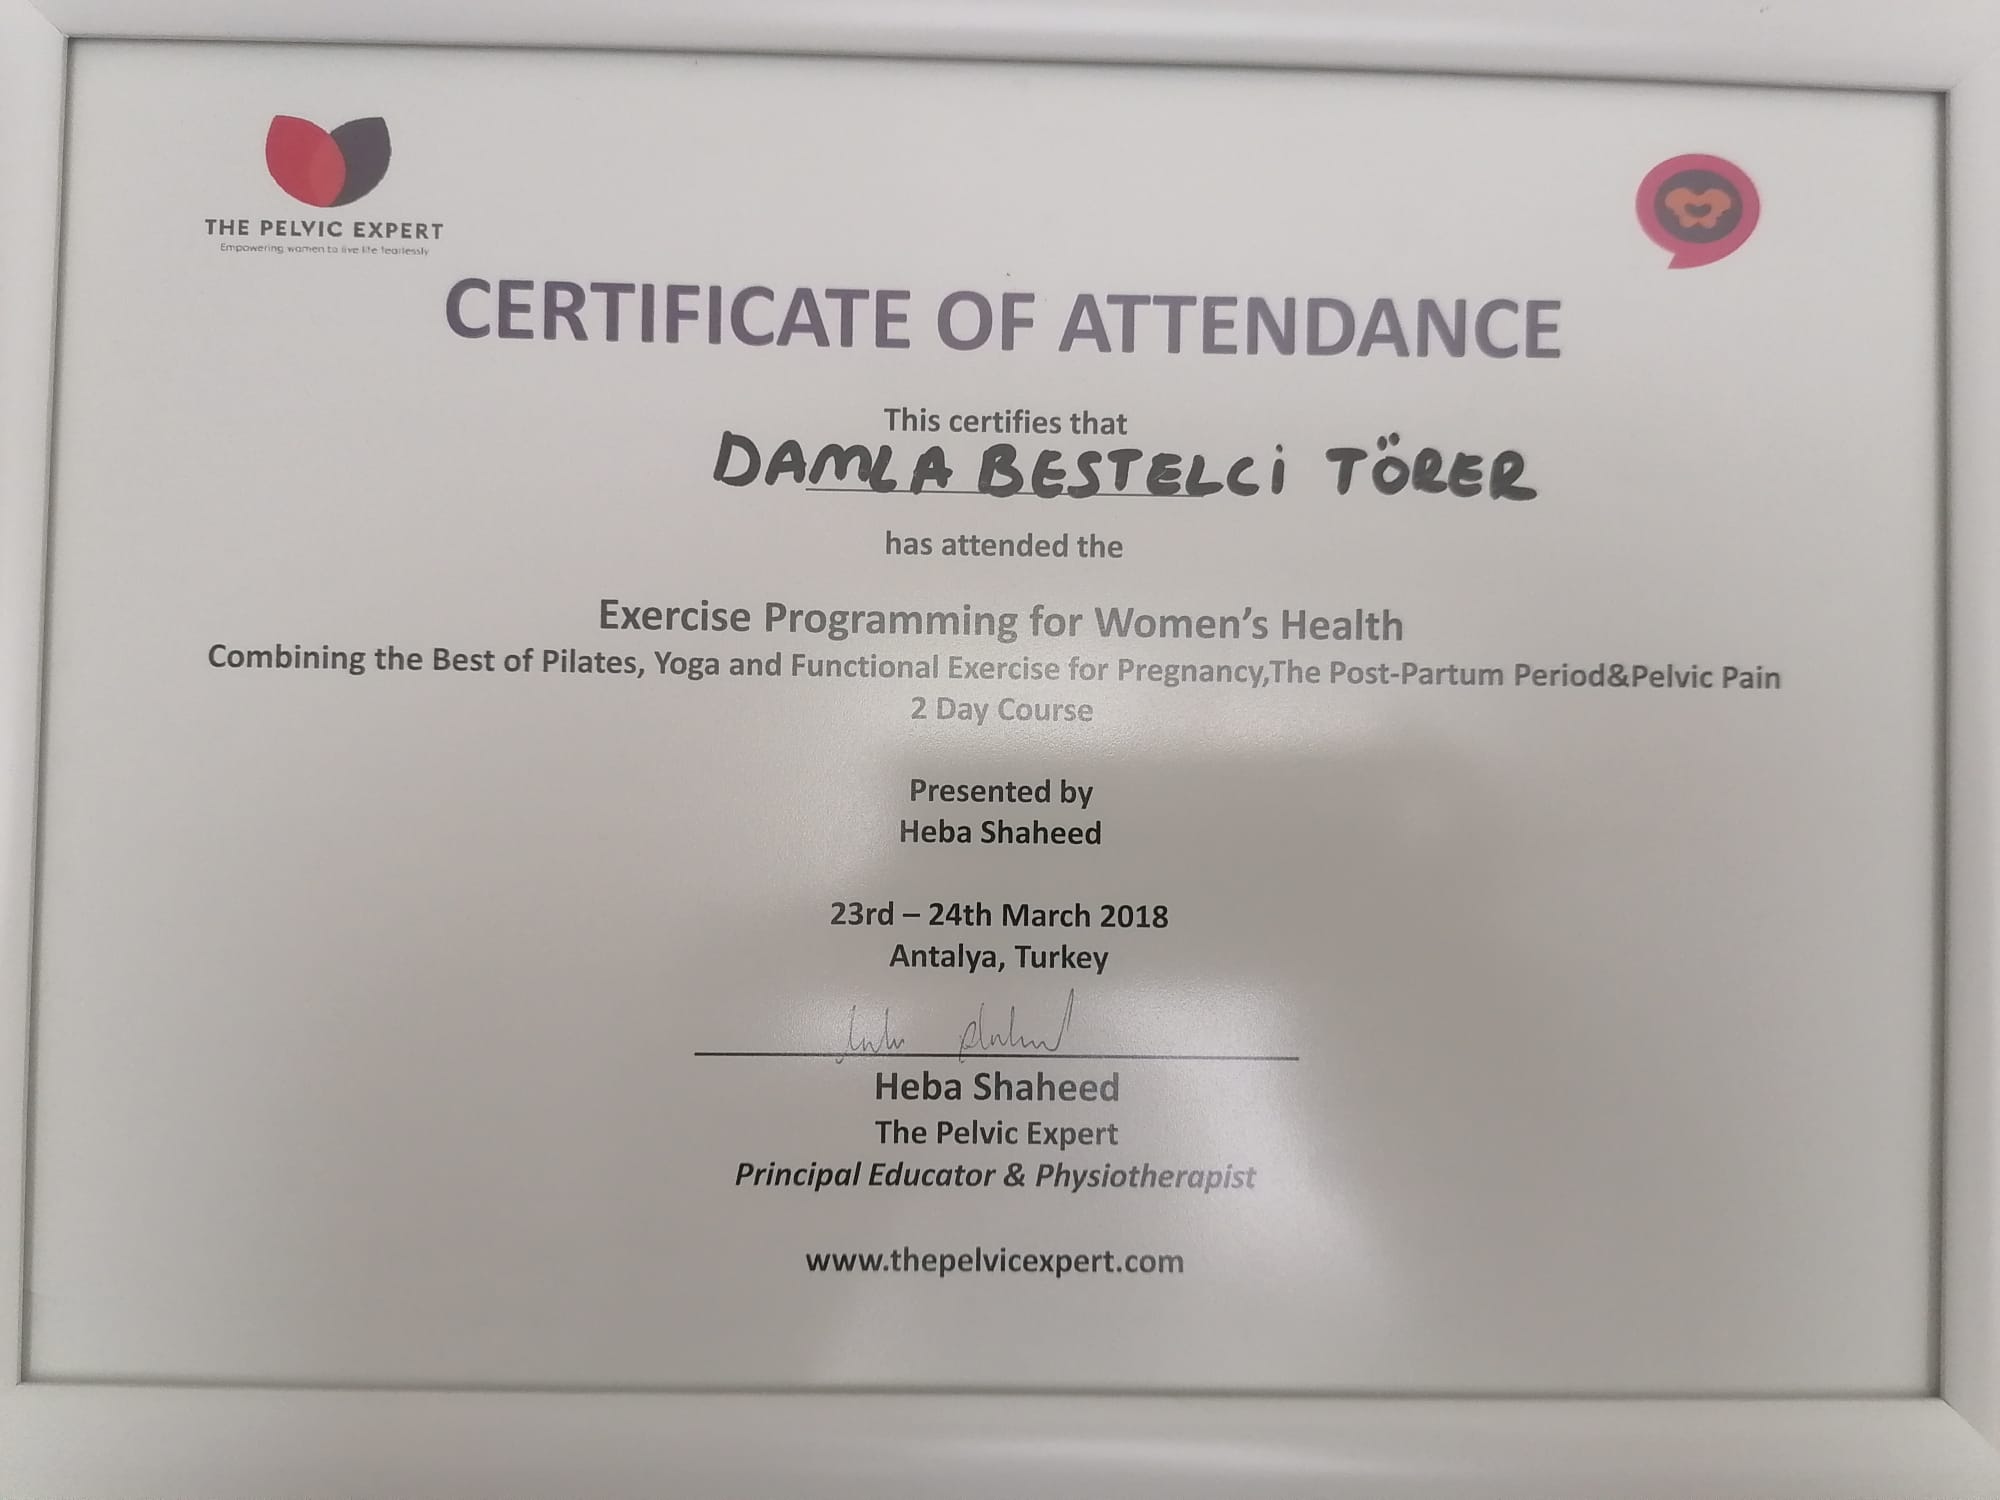 THE PELVIC EXPERT
Empowering women to live life fearlessly
CERTIFICATE OF ATTENDANCE
This certifies that
DAMLA BESTELCİ TÖRER
has attended the
Exercise Programming for Women's Health
Combining the Best of Pilates, Yoga and Functional Exercise for Pregnancy,The Post-Partum Period&Pelvic Pain
2 Day Course
Presented by
Heba Shaheed
23rd – 24th March 2018
Antalya, Turkey
Heba Shaheed
The Pelvic Expert
Principal Educator & Physiotherapist
www.thepelvicexpert.com